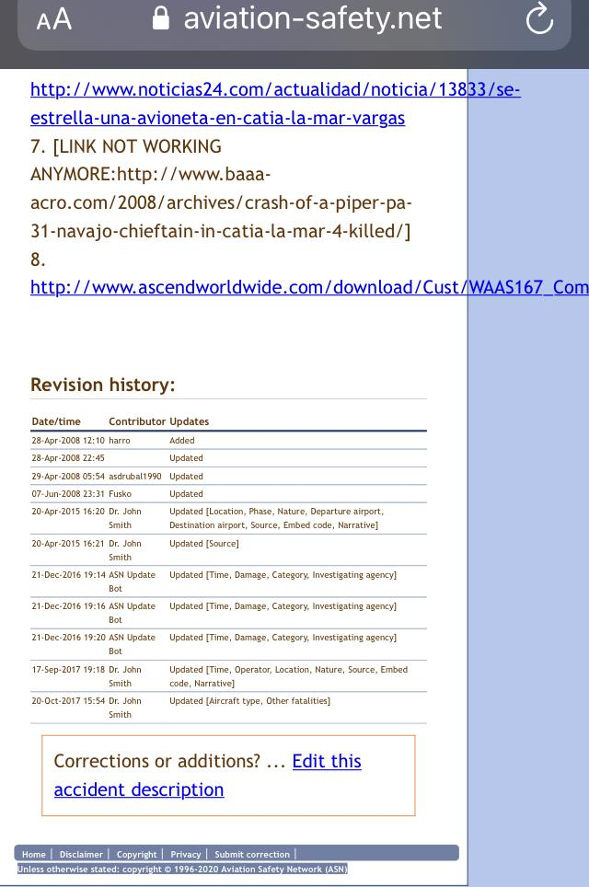 AA aviation-safety.net
http://www.noticias24.com/actualidad/noticia/13833/se-
estrella-una-avioneta-en-catia-la-mar-vargas
7. [LINK NOT WORKING
ANYMORE:http://www.baaa-
acro.com/2008/archives/crash-of-a-piper-pa-
31-navajo-chieftain-in-catia-la-mar-4-killed/]
8.
http://www.ascendworldwide.com/download/Cust/WAAS167_Com
Revision history:
Date/time Contributor Updates
28-Apr-2008 12:10 harro Added
28-Apr-2008 22:45 Updated
29-Apr-2008 05:54 asdrubal1990 Updated
07-Jun-2008 23:31 Fusko Updated
20-Apr-2015 16:20 Dr. John Updated [Location, Phase, Nature, Departure airport,
Smith Destination airport, Source, Embed code, Narrative]
20-Apr-2015 16:21 Dr. John Updated [Source]
Smith
21-Dec-2016 19:14 ASN Update Updated [Time, Damage, Category, Investigating agency]
Bot
21-Dec-2016 19:16 ASN Update Updated [Time, Damage, Category, Investigating agency]
Bot
21-Dec-2016 19:20 ASN Update Updated [Time, Damage, Category, Investigating agency]
Bot
17-Sep-2017 19:18 Dr. John Updated [Time, Operator, Location, Nature, Source, Embed
Smith code, Narrative]
20-Oct-2017 15:54 Dr. John Updated [Aircraft type, Other fatalities]
Smith
Corrections or additions? ... Edit this
accident description
Home | Disclaimer | Copyright | Privacy | Submit correction |
Unless otherwise stated: copyright © 1996-2020 Aviation Safety Network (ASN)